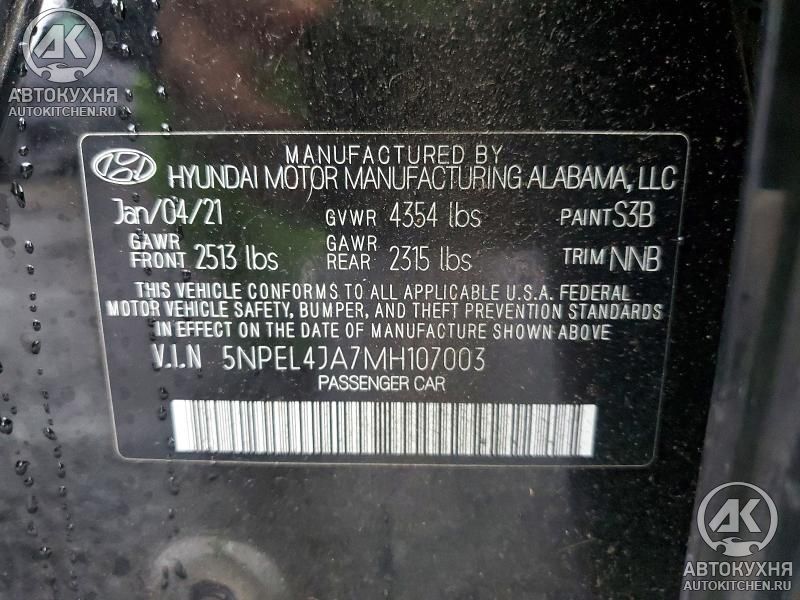 AK
АВТОКУХНЯ
AUTOKITCHEN.RU
MANUFACTURED BY
HYUNDAI MOTOR MANUFACTURING ALABAMA, LLC
Jan/04/21 GVWR 4354 lbs PAINT S3B
GAWR FRONT 2513 lbs GAWR REAR 2315 lbs TRIM NNB
THIS VEHICLE CONFORMS TO ALL APPLICABLE U.S.A. FEDERAL
MOTOR VEHICLE SAFETY, BUMPER, AND THEFT PREVENTION STANDARDS
IN EFFECT ON THE DATE OF MANUFACTURE SHOWN ABOVE.
V.I.N 5NPEL4JA7MH107003
PASSENGER CAR
AK
АВТОКУХНЯ
AUTOKITCHEN.RU